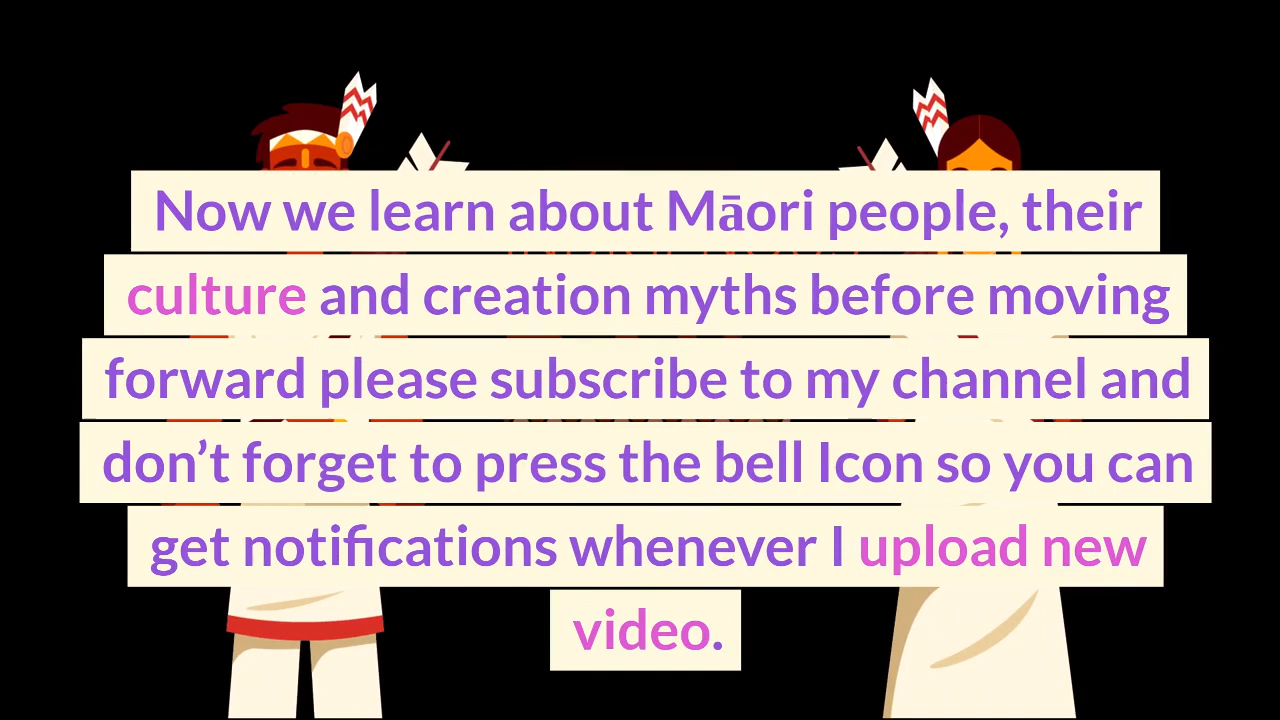 Now we learn about Māori people, their
culture and creation myths before moving
forward please subscribe to my channel and
don’t forget to press the bell Icon so you can
get notifications whenever I upload new
video.